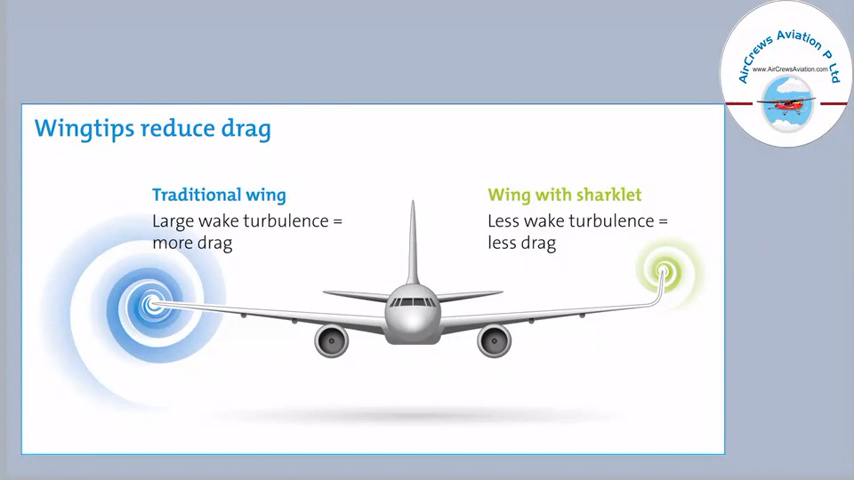 AirCrews Aviation P Ltd
www.AirCrewsAviation.com
Wingtips reduce drag
Traditional wing
Large wake turbulence =
more drag
Wing with sharklet
Less wake turbulence =
less drag